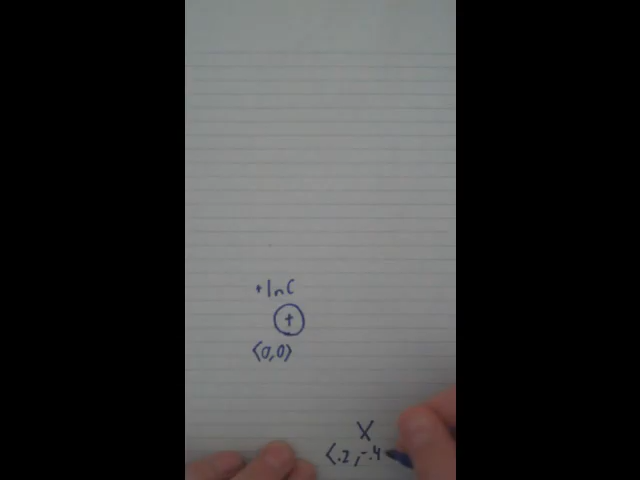 +1nC
+
<0,0>
X
<.2,-.4